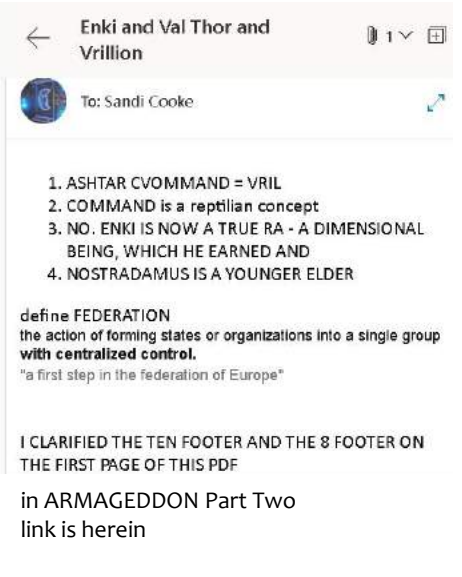 Enki and Val Thor and
Vrillion
1
To: Sandi Cooke
1. ASHTAR CVOMMAND = VRIL
2. COMMAND is a reptilian concept
3. NO. ENKI IS NOW A TRUE RA - A DIMENSIONAL
BEING, WHICH HE EARNED AND
4. NOSTRADAMUS IS A YOUNGER ELDER
define FEDERATION
the action of forming states or organizations into a single group
with centralized control.
"a first step in the federation of Europe"
I CLARIFIED THE TEN FOOTER AND THE 8 FOOTER ON
THE FIRST PAGE OF THIS PDF
in ARMAGEDDON Part Two
link is herein